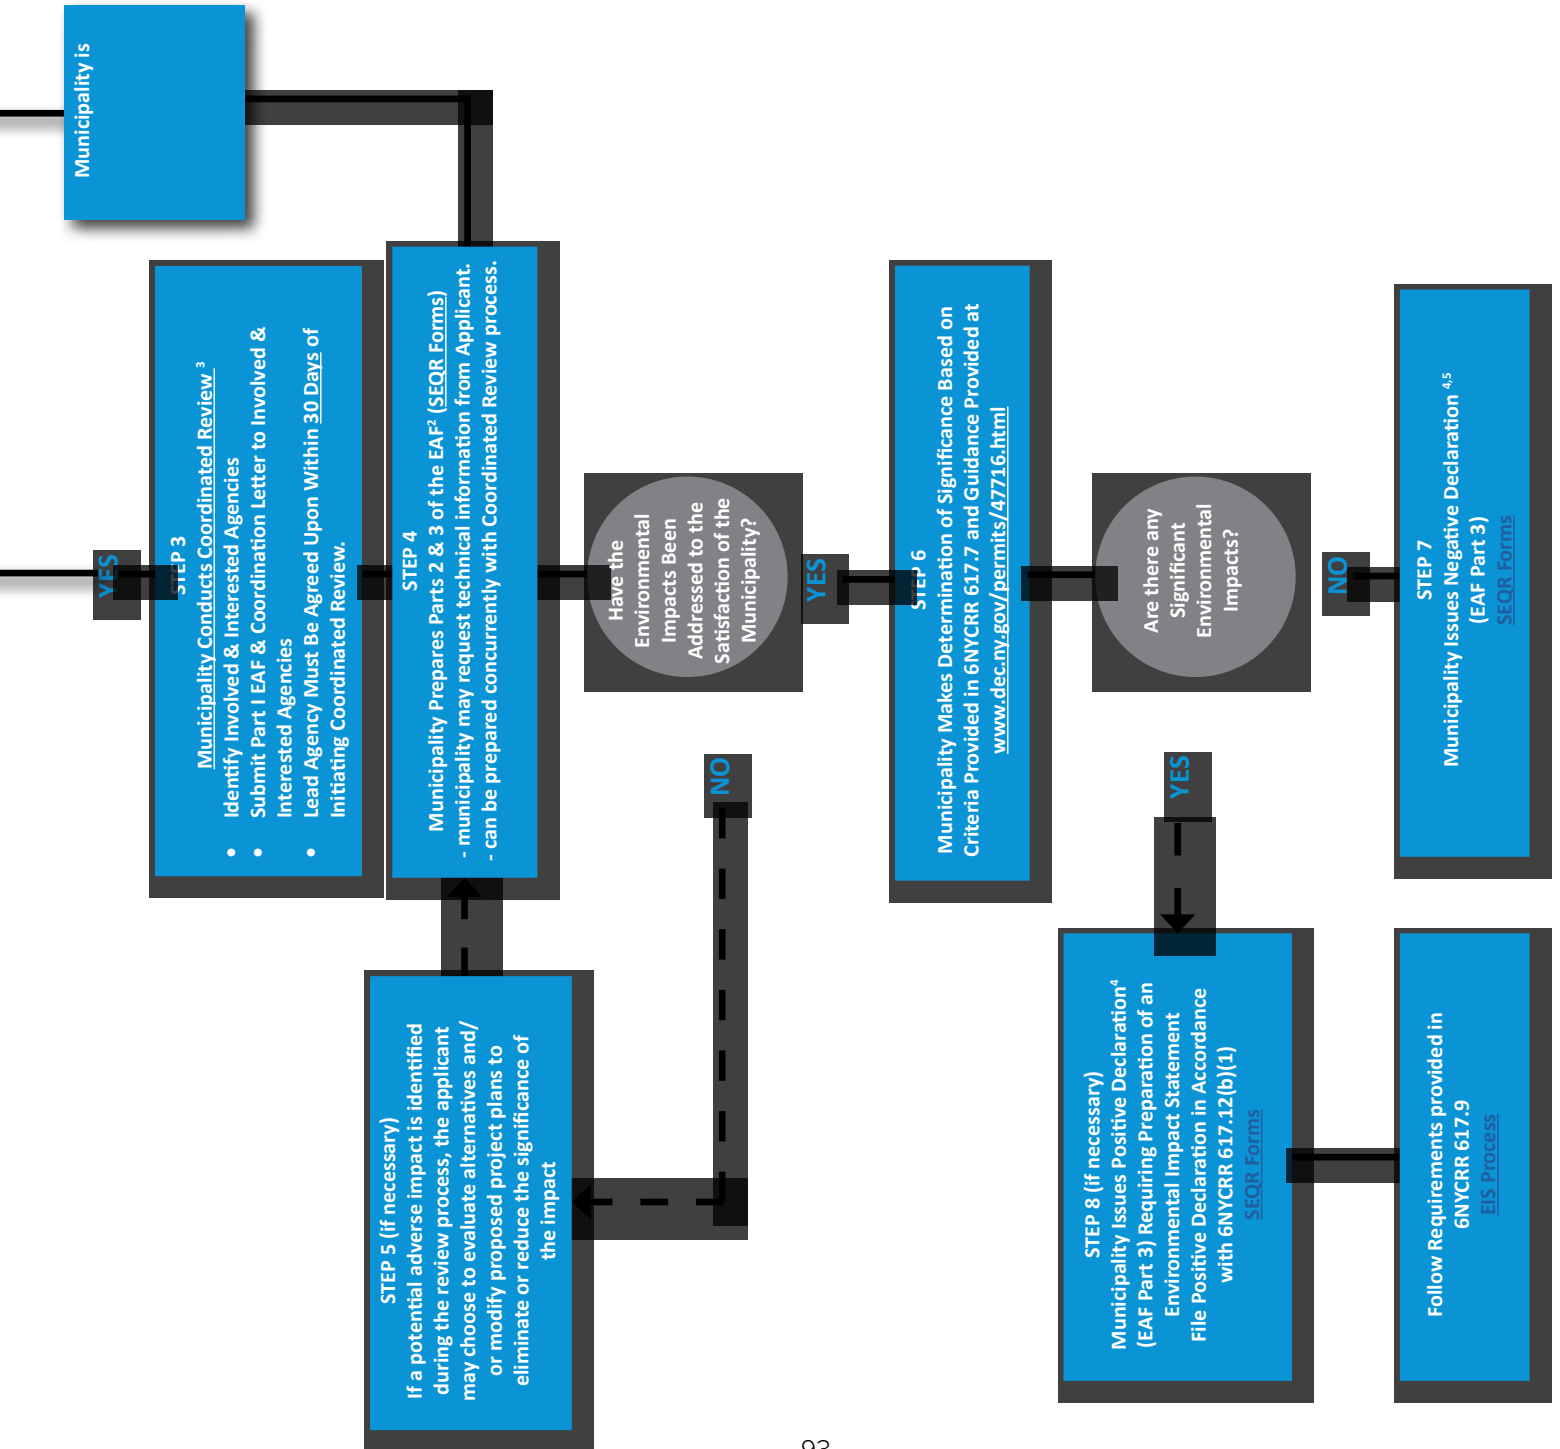 Municipality is
YES
STEP 3
Municipality Conducts Coordinated Review ³
• Identify Involved & Interested Agencies
• Submit Part I EAF & Coordination Letter to Involved &
Interested Agencies
• Lead Agency Must Be Agreed Upon Within 30 Days of
Initiating Coordinated Review.
STEP 4
Municipality Prepares Parts 2 & 3 of the EAF² (SEQR Forms)
- municipality may request technical information from Applicant.
- can be prepared concurrently with Coordinated Review process.
STEP 5 (if necessary)
If a potential adverse impact is identified
during the review process, the applicant
may choose to evaluate alternatives and/
or modify proposed project plans to
eliminate or reduce the significance of
the impact
Have the
Environmental
Impacts Been
Addressed to the
Satisfaction of the
Municipality?
NO
YES
STEP 6
Municipality Makes Determination of Significance Based on
Criteria Provided in 6NYCRR 617.7 and Guidance Provided at
www.dec.ny.gov/permits/47716.html
Are there any
Significant
Environmental
Impacts?
YES
NO
STEP 8 (if necessary)
Municipality Issues Positive Declaration⁴
(EAF Part 3) Requiring Preparation of an
Environmental Impact Statement
File Positive Declaration in Accordance
with 6NYCRR 617.12(b)(1)
SEQR Forms
STEP 7
Municipality Issues Negative Declaration ⁴,⁵
(EAF Part 3)
SEQR Forms
Follow Requirements provided in
6NYCRR 617.9
EIS Process